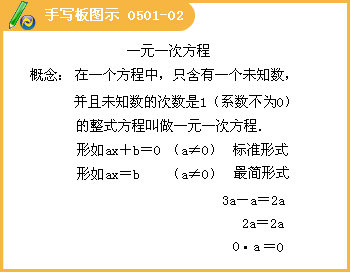 手写板图示 0501-02
一元一次方程
概念：在一个方程中，只含有一个未知数，
并且未知数的次数是1（系数不为0）
的整式方程叫做一元一次方程.
形如ax＋b＝0 （a≠0） 标准形式
形如ax＝b （a≠0） 最简形式
3a－a＝2a
2a＝2a
0·a＝0